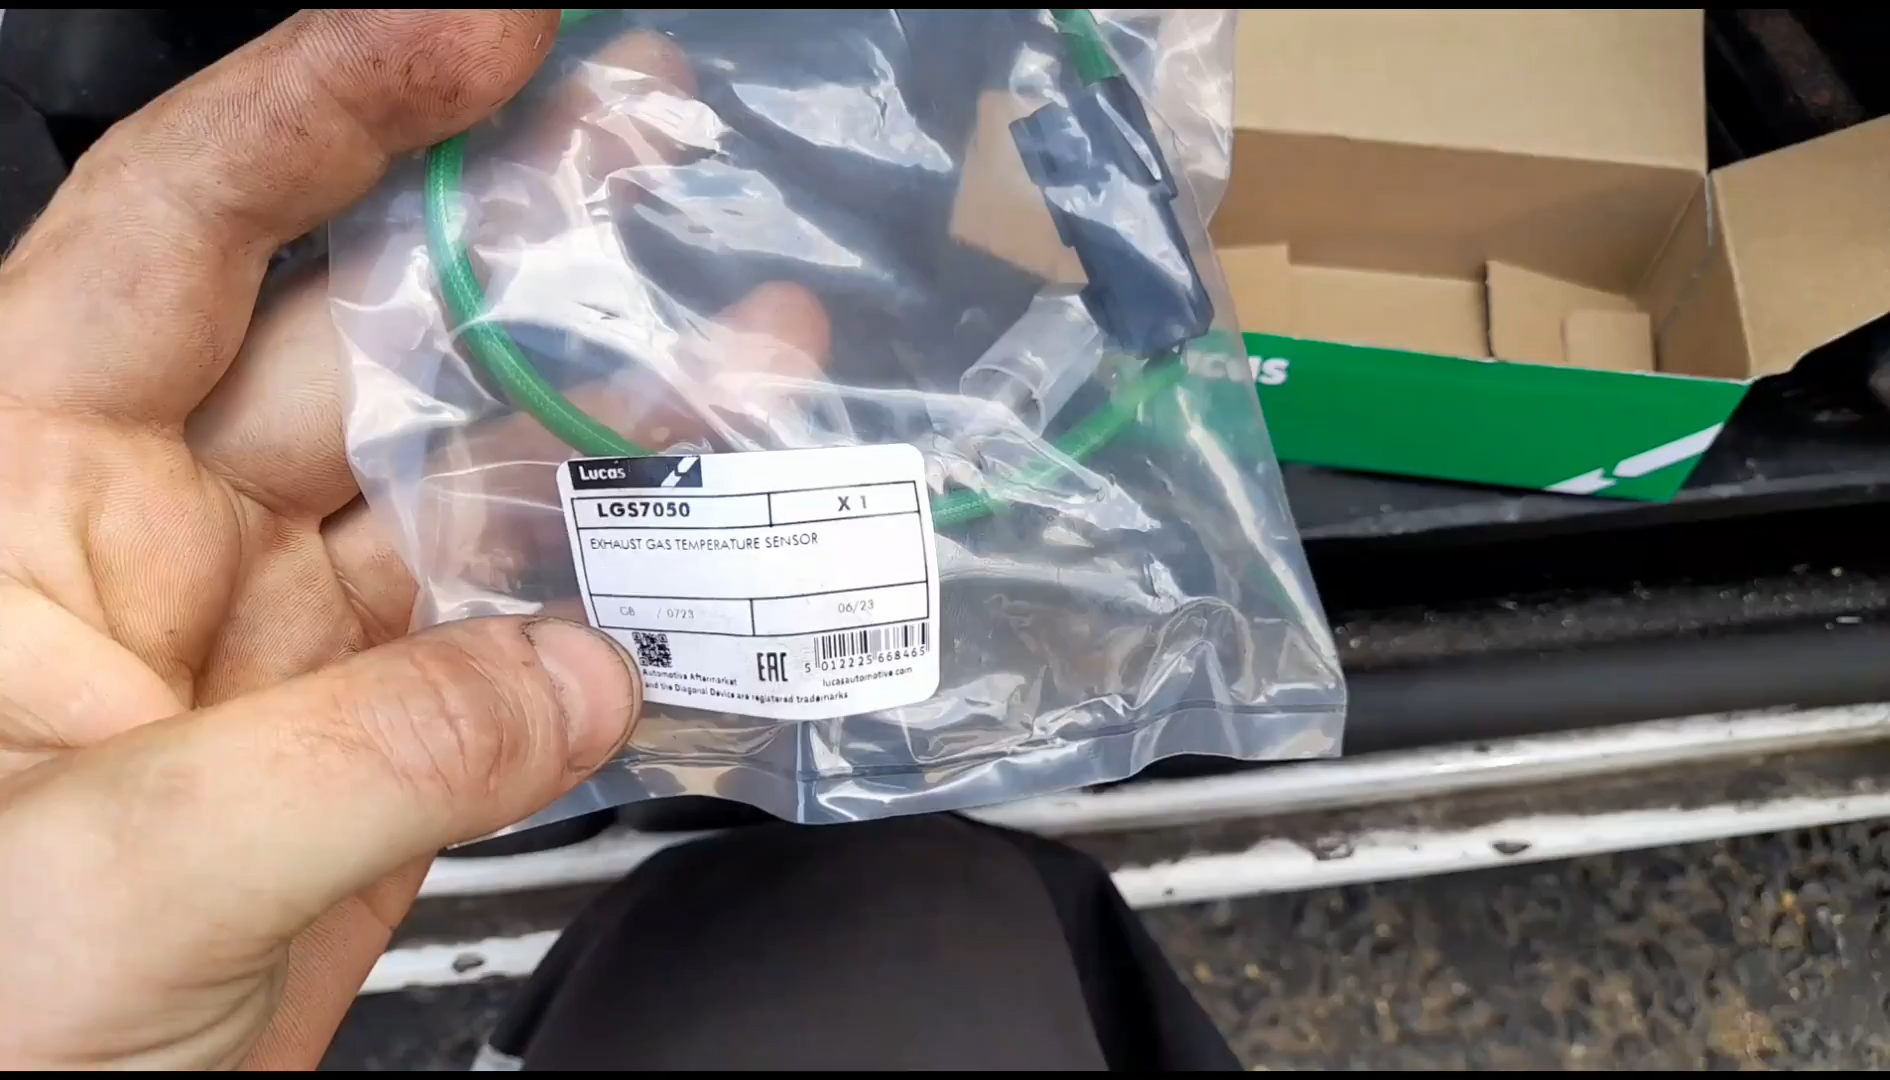 Lucas
LGS7050
X 1
EXHAUST GAS TEMPERATURE SENSOR
GB / 0723
06/23
EAC
5 012225 668465
lucasautomotive.com
Automotive Aftermarket
and the Diagonal Device are registered trademarks